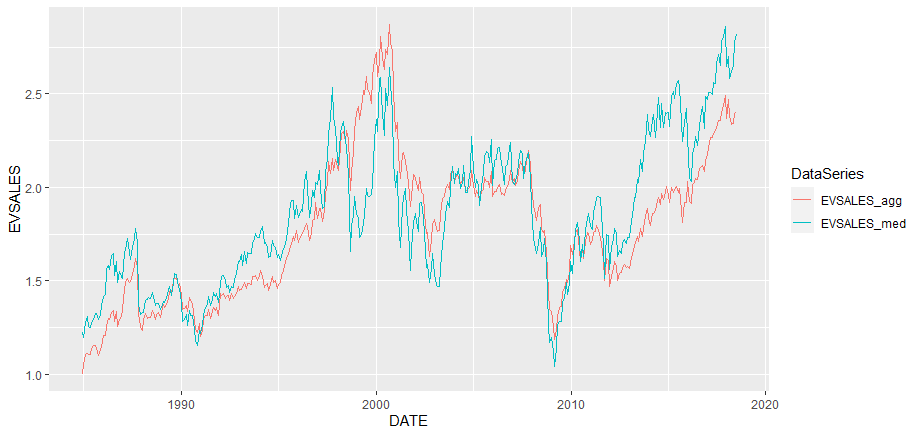 EVSALES
2.5
2.0
1.5
1.0
1990
2000
2010
2020
DATE
DataSeries
EVSALES_agg
EVSALES_med